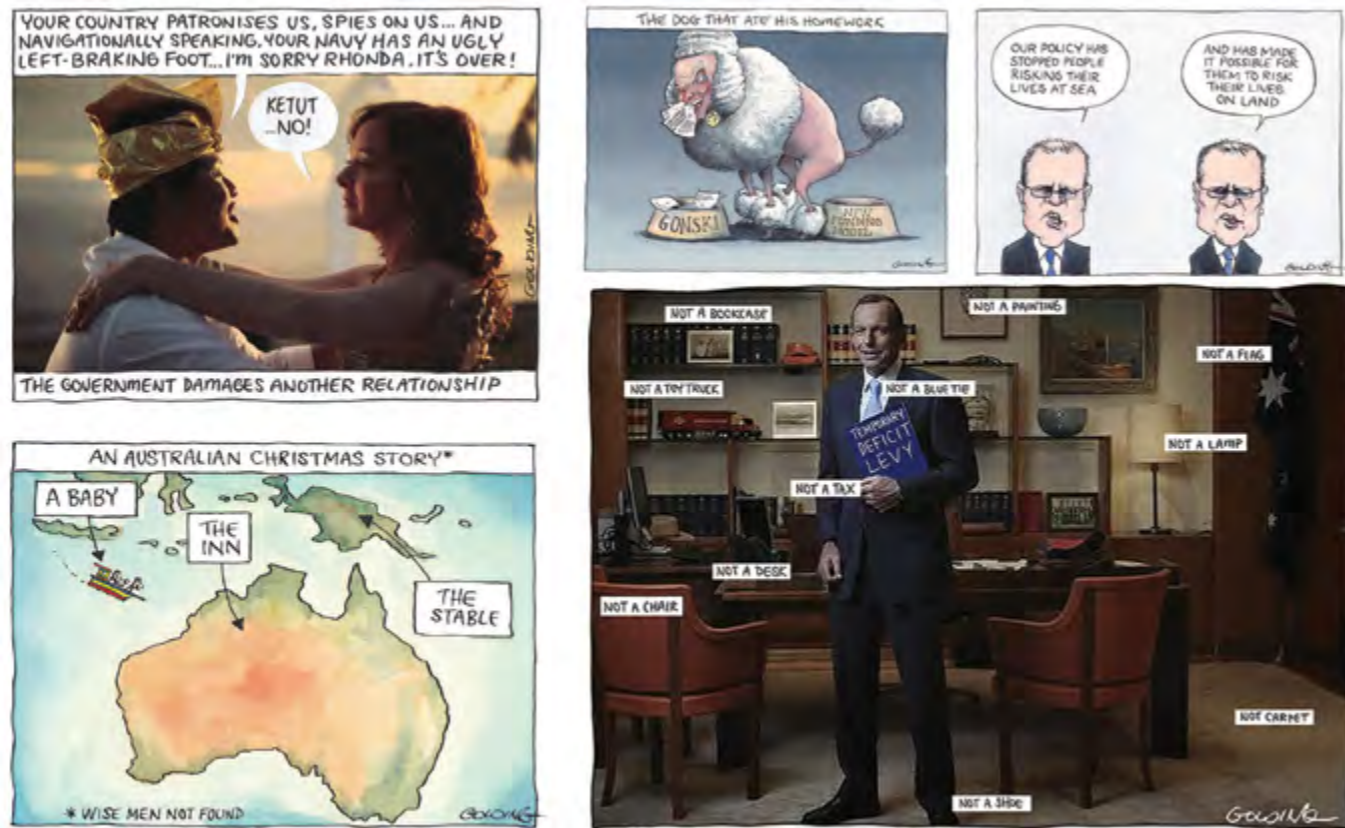 YOUR COUNTRY PATRONISES US, SPIES ON US... AND
NAVIGATIONALLY SPEAKING, YOUR NAVY HAS AN UGLY
LEFT-BRAKING FOOT... I'M SORRY RHONDA. IT'S OVER!
KETUT
...NO!
GOLDING
THE GOVERNMENT DAMAGES ANOTHER RELATIONSHIP
THE DOG THAT ATE HIS HOMEWORK
GONSKI
NEW
GOLDING
OUR POLICY HAS
STOPPED PEOPLE
RISKING THEIR
LIVES AT SEA
AND HAS MADE
IT POSSIBLE FOR
THEM TO RISK
THEIR LIVES
ON LAND
GOLDING
AN AUSTRALIAN CHRISTMAS STORY*
A BABY
THE
INN
THE
STABLE
* WISE MEN NOT FOUND
GOLDING
NOT A BOOKCASE
NOT A PAINTING
NOT A FLAG
NOT A TOY TRUCK
NOT A BLUE TIE
TEMPORARY
DEFICIT
LEVY
NOT A LAMP
NOT A TAX
NOT A DESK
NOT A CHAIR
NOT CARPET
NOT A SHOE
GOLDING